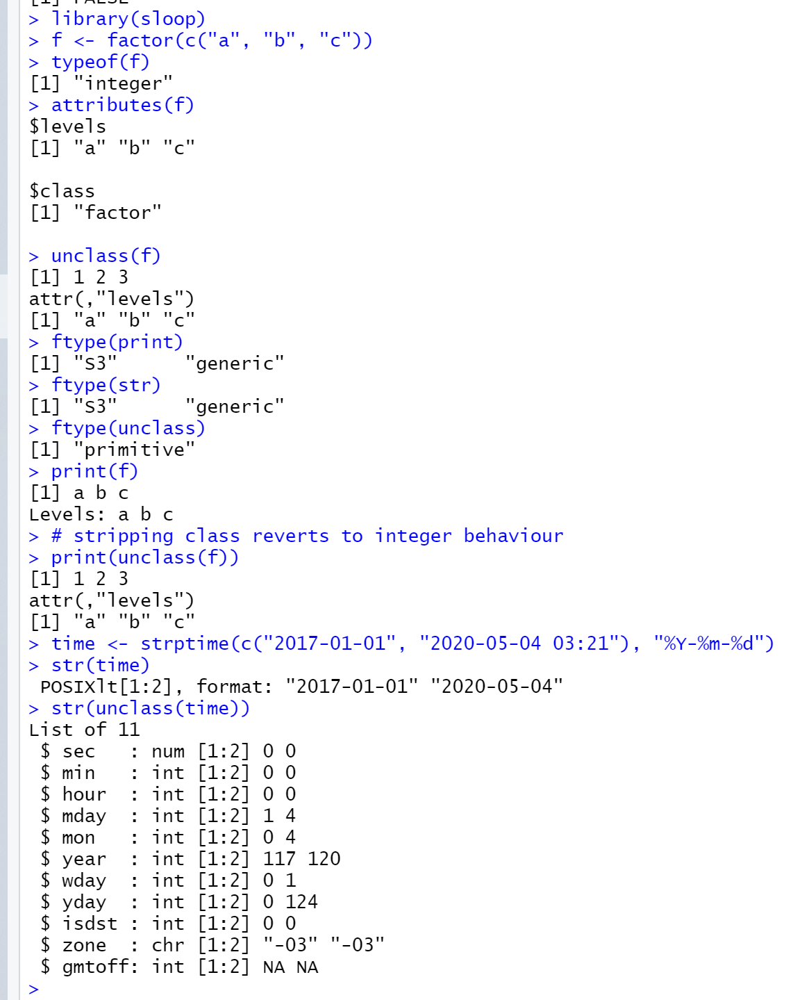 [1] FALSE
> library(sloop)
> f <- factor(c("a", "b", "c"))
> typeof(f)
[1] "integer"
> attributes(f)
$levels
[1] "a" "b" "c"

$class
[1] "factor"

> unclass(f)
[1] 1 2 3
attr(,"levels")
[1] "a" "b" "c"
> ftype(print)
[1] "S3"      "generic"
> ftype(str)
[1] "S3"      "generic"
> ftype(unclass)
[1] "primitive"
> print(f)
[1] a b c
Levels: a b c
> # stripping class reverts to integer behaviour
> print(unclass(f))
[1] 1 2 3
attr(,"levels")
[1] "a" "b" "c"
> time <- strptime(c("2017-01-01", "2020-05-04 03:21"), "%Y-%m-%d")
> str(time)
 POSIXlt[1:2], format: "2017-01-01" "2020-05-04"
> str(unclass(time))
List of 11
 $ sec   : num [1:2] 0 0
 $ min   : int [1:2] 0 0
 $ hour  : int [1:2] 0 0
 $ mday  : int [1:2] 1 4
 $ mon   : int [1:2] 0 4
 $ year  : int [1:2] 117 120
 $ wday  : int [1:2] 0 1
 $ yday  : int [1:2] 0 124
 $ isdst : int [1:2] 0 0
 $ zone  : chr [1:2] "-03" "-03"
 $ gmtoff: int [1:2] NA NA
>